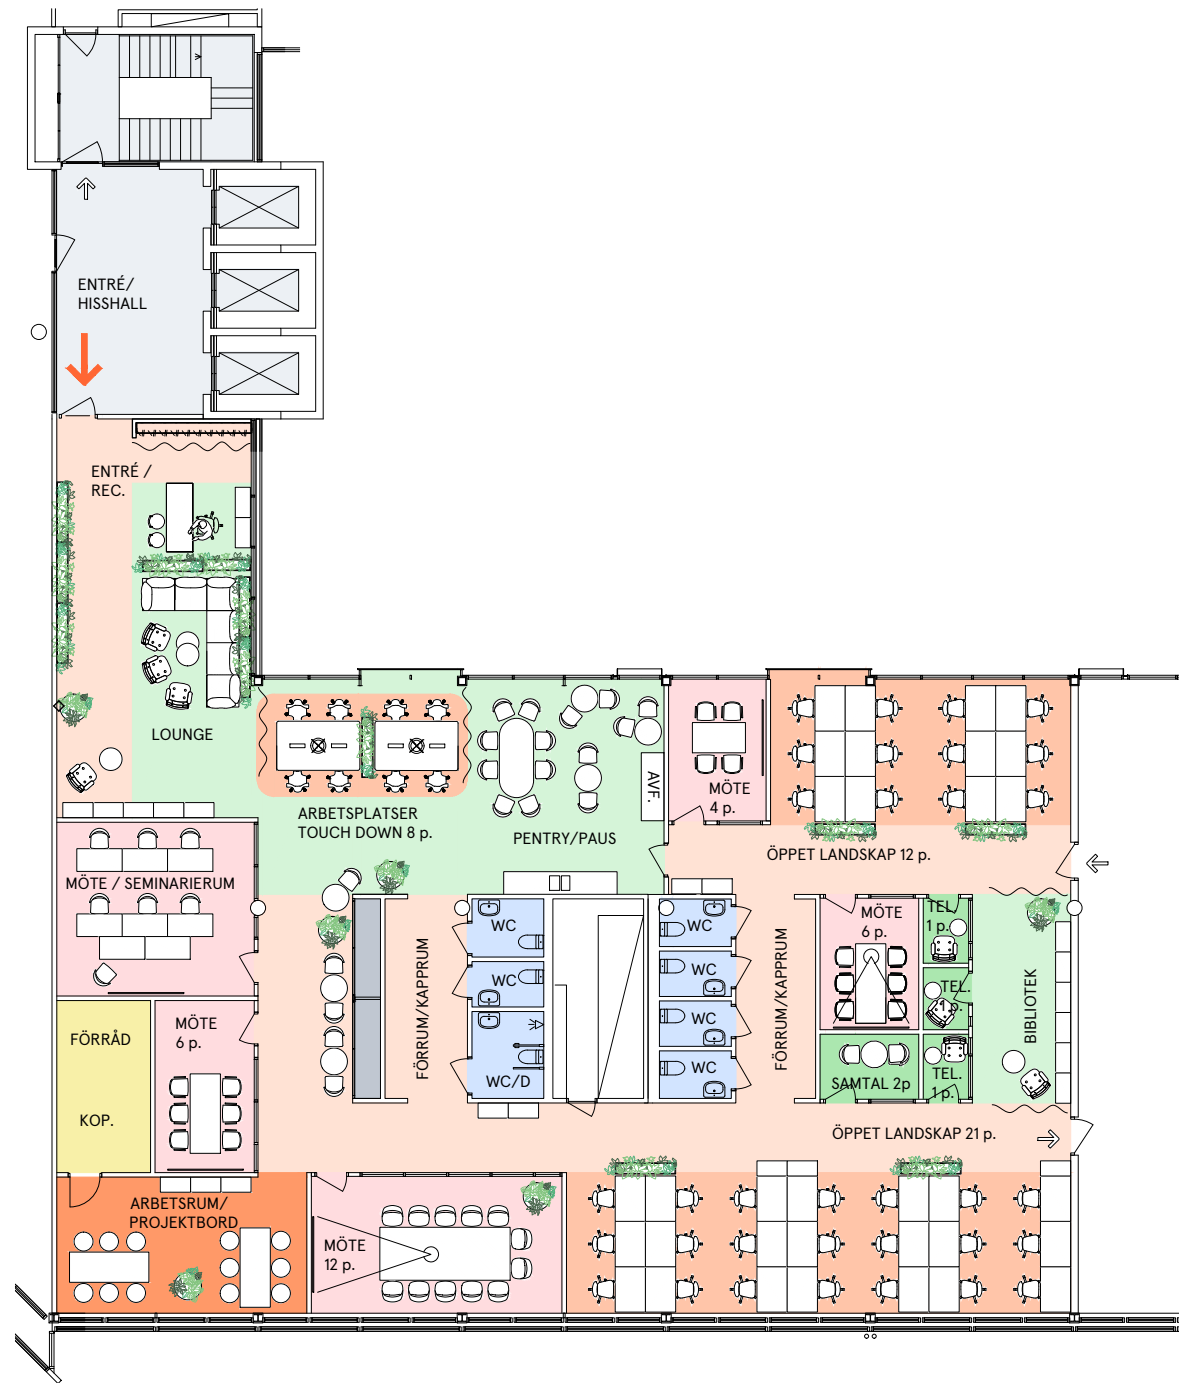 ENTRÉ/
HISSHALL
ENTRÉ /
REC.
LOUNGE
ARBETSPLATSER
TOUCH DOWN 8 p.
PENTRY/PAUS
AVF.
MÖTE
4 p.
ÖPPET LANDSKAP 12 p.
MÖTE / SEMINARIERUM
FÖRRÅD
KOP.
MÖTE
6 p.
FÖRRUM/KAPPRUM
WC
WC
WC/D
WC
WC
WC
WC
FÖRRUM/KAPPRUM
MÖTE
6 p.
TEL.
1 p.
TEL.
1 p.
TEL.
1 p.
SAMTAL 2p
BIBLIOTEK
ÖPPET LANDSKAP 21 p.
ARBETSRUM/
PROJEKTBORD
MÖTE
12 p.